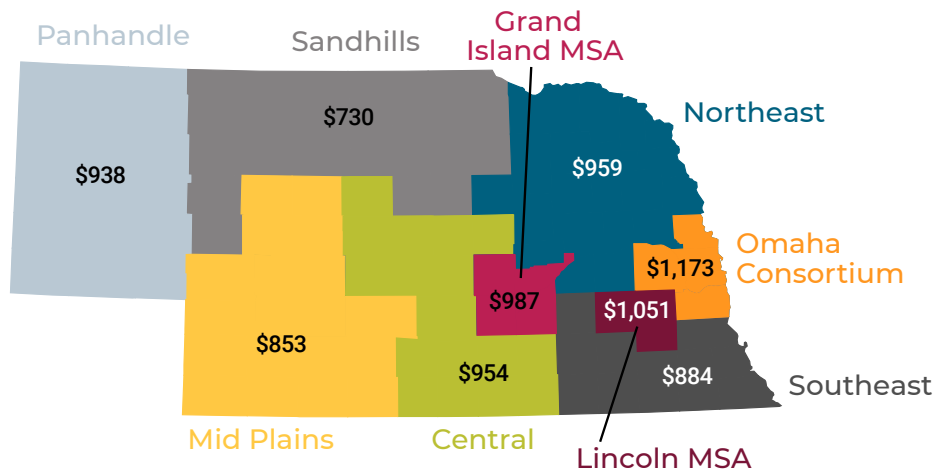 Grand
Island MSA
Panhandle
Sandhills
Northeast
$730
$938
$959
Omaha
Consortium
$1,173
$987
$1,051
$853
$954
$884
Southeast
Mid Plains
Central
Lincoln MSA